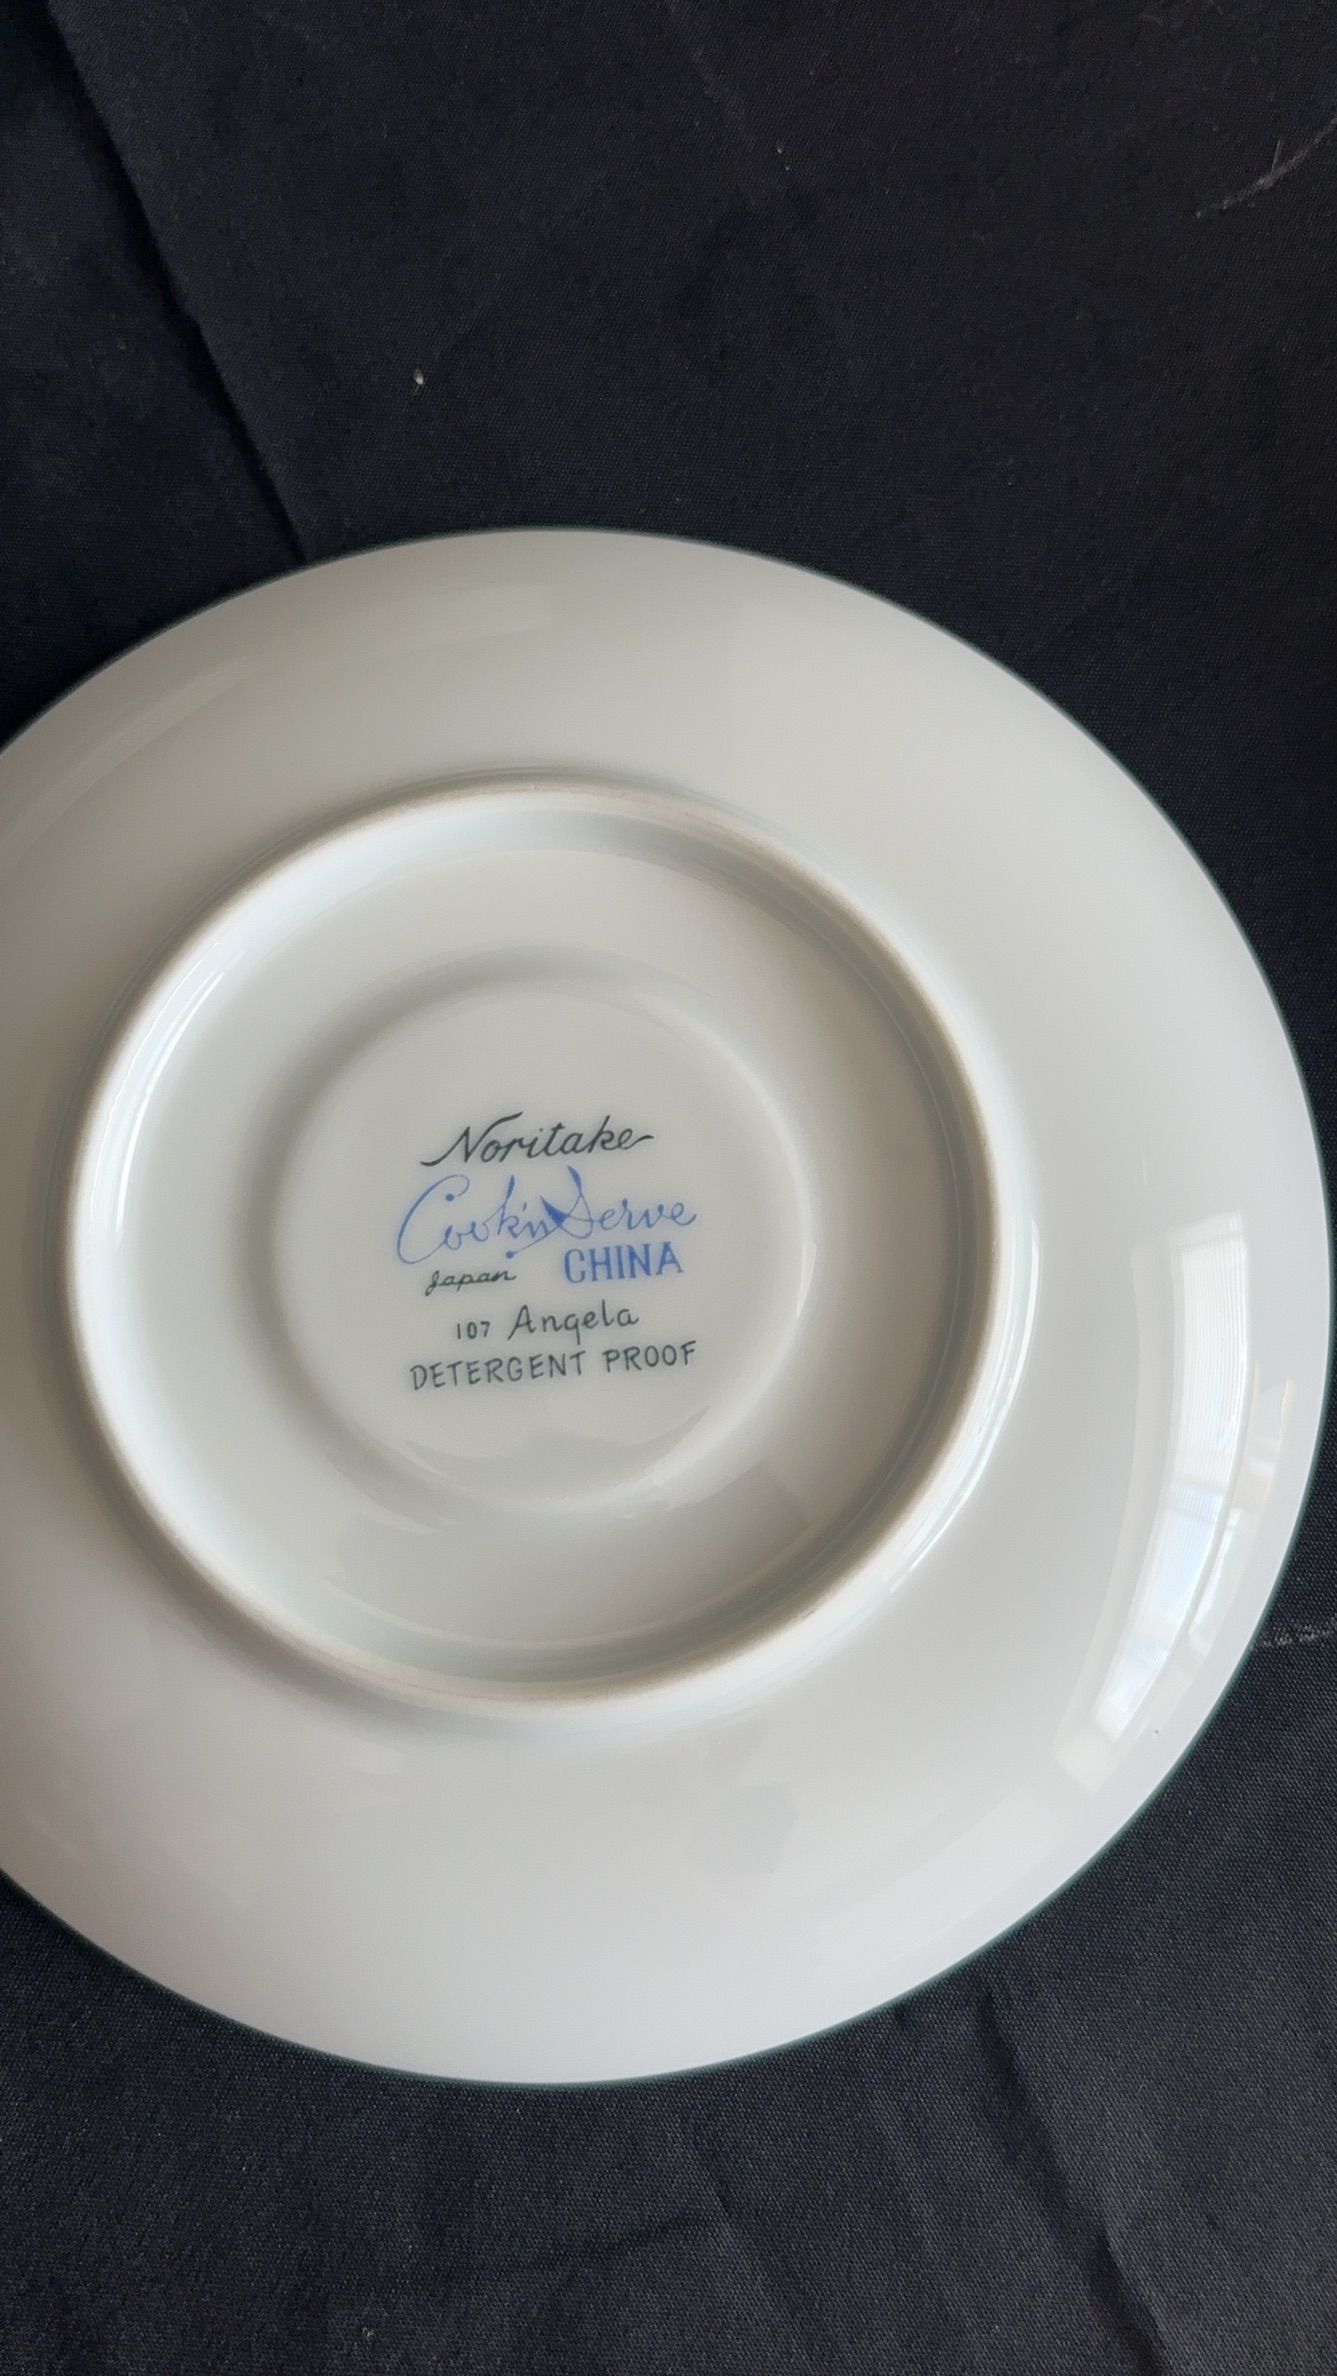 Noritake
Cook'n Serve
Japan CHINA
107 Angela
DETERGENT PROOF